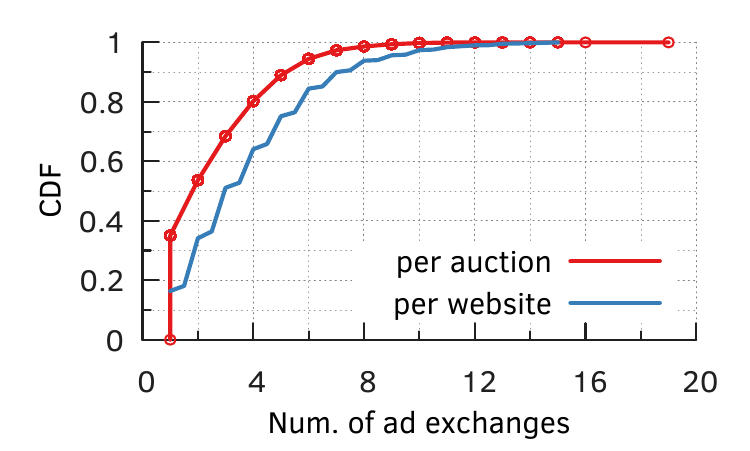 1
0.8
0.6
0.4
0.2
0
CDF
per auction
per website
0 4 8 12 16 20
Num. of ad exchanges